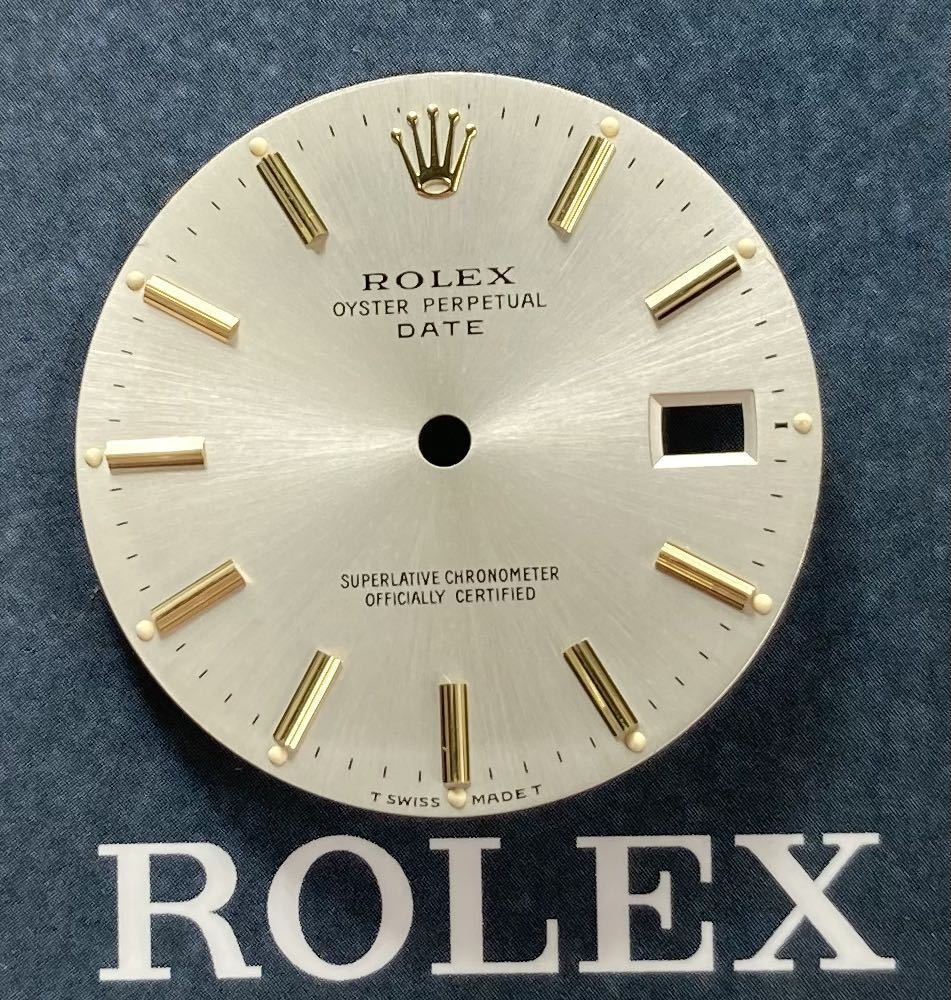 ROLEX
OYSTER PERPETUAL
DATE
SUPERLATIVE CHRONOMETER
OFFICIALLY CERTIFIED
T SWISS MADE T
ROLEX